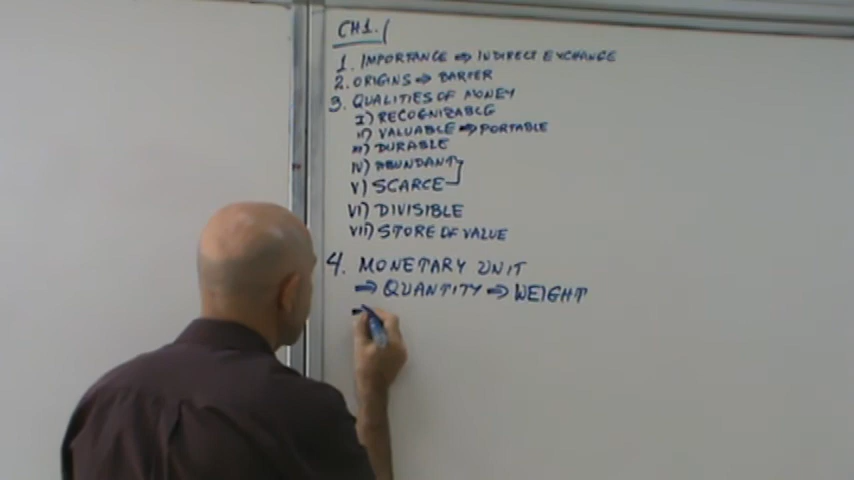 CH1.
1. IMPORTANCE ⇒ INDIRECT EXCHANGE
2. ORIGINS ⇒ BARTER
3. QUALITIES OF MONEY
I) RECOGNIZABLE
II) VALUABLE ⇒ PORTABLE
III) DURABLE
IV) ABUNDANT
V) SCARCE
VI) DIVISIBLE
VII) STORE OF VALUE
4. MONETARY UNIT
⇒ QUANTITY ⇒ WEIGHT